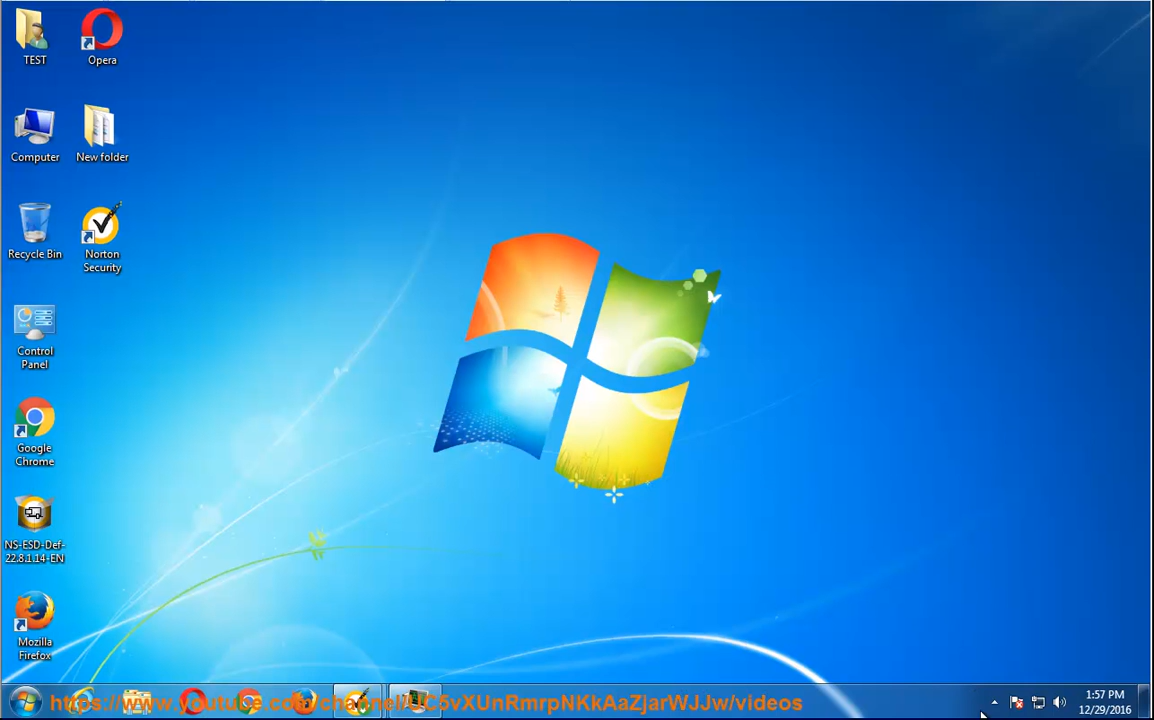 TEST
Opera
Computer
New folder
Recycle Bin
Norton
Security
Control
Panel
Google
Chrome
NS-ESD-Def-
22.8.1.14-EN
Mozilla
Firefox
https://www.youtube.com/channel/UC5vXUnRmrpNKkAaZjarWJJw/videos
1:57 PM
12/29/2016